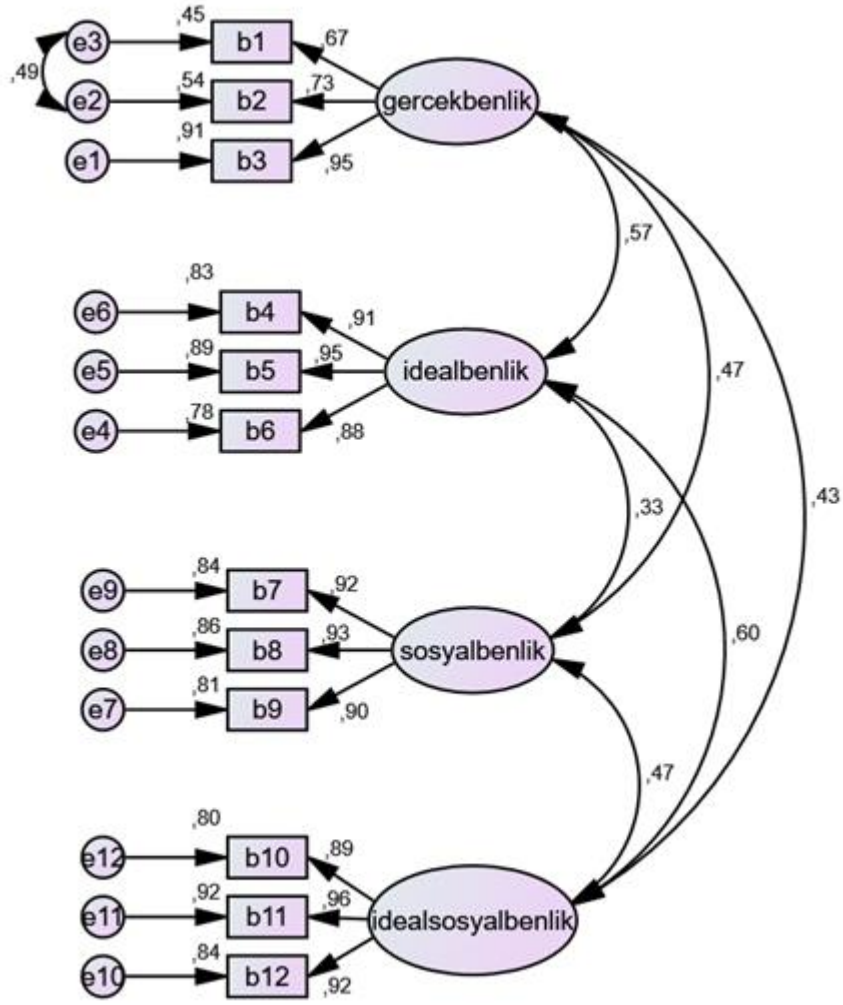 ,45
e3
b1
,67
,49
,54
e2
b2
,73
gercekbenlik
,91
e1
b3
,95
,57
,83
e6
b4
,91
,89
e5
b5
,95
idealbenlik
,47
,78
e4
b6
,88
,43
,33
,84
e9
b7
,92
,86
e8
b8
,93
sosyalbenlik
,60
,81
e7
b9
,90
,47
,80
e12
b10
,89
,92
e11
b11
,96
idealsosyalbenlik
,84
e10
b12
,92